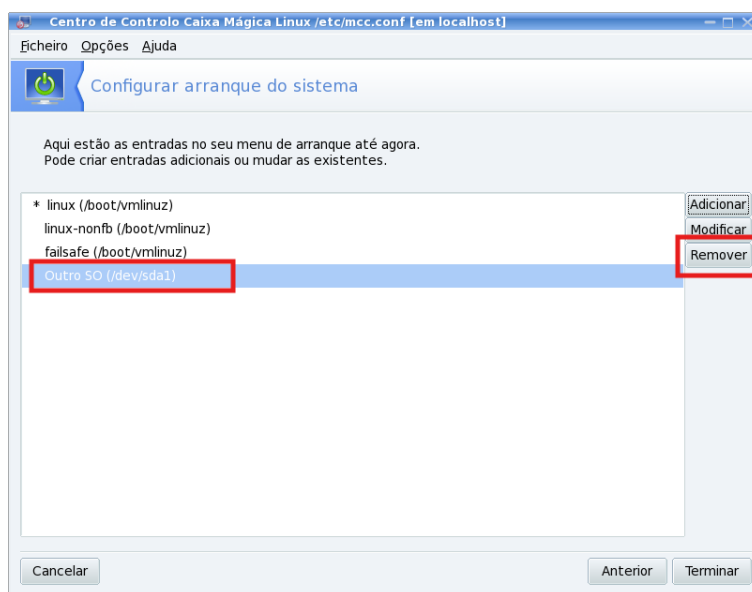 Centro de Controlo Caixa Mágica Linux /etc/mcc.conf [em localhost]
Ficheiro Opções Ajuda
Configurar arranque do sistema
Aqui estão as entradas no seu menu de arranque até agora.
Pode criar entradas adicionais ou mudar as existentes.
* linux (/boot/vmlinuz)
linux-nonfb (/boot/vmlinuz)
failsafe (/boot/vmlinuz)
Outro SO (/dev/sda1)
Adicionar
Modificar
Remover
Cancelar
Anterior
Terminar